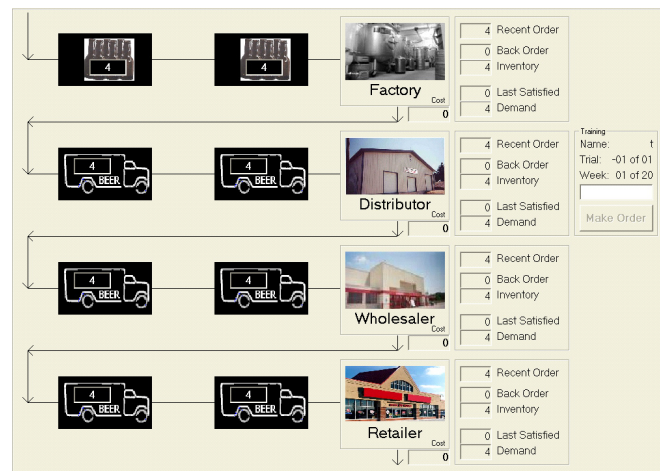 4 4 4 Recent Order
0 Back Order
4 Inventory
Factory
Cost
0
0 Last Satisfied
4 Demand
4 BEER 4 BEER 4 Recent Order
0 Back Order
4 Inventory
Distributor
Cost
0
0 Last Satisfied
4 Demand
Training
Name: t
Trial: -01 of 01
Week: 01 of 20
Make Order
4 BEER 4 BEER 4 Recent Order
0 Back Order
4 Inventory
Wholesaler
Cost
0
0 Last Satisfied
4 Demand
4 BEER 4 BEER 4 Recent Order
0 Back Order
4 Inventory
Retailer
Cost
0
0 Last Satisfied
4 Demand